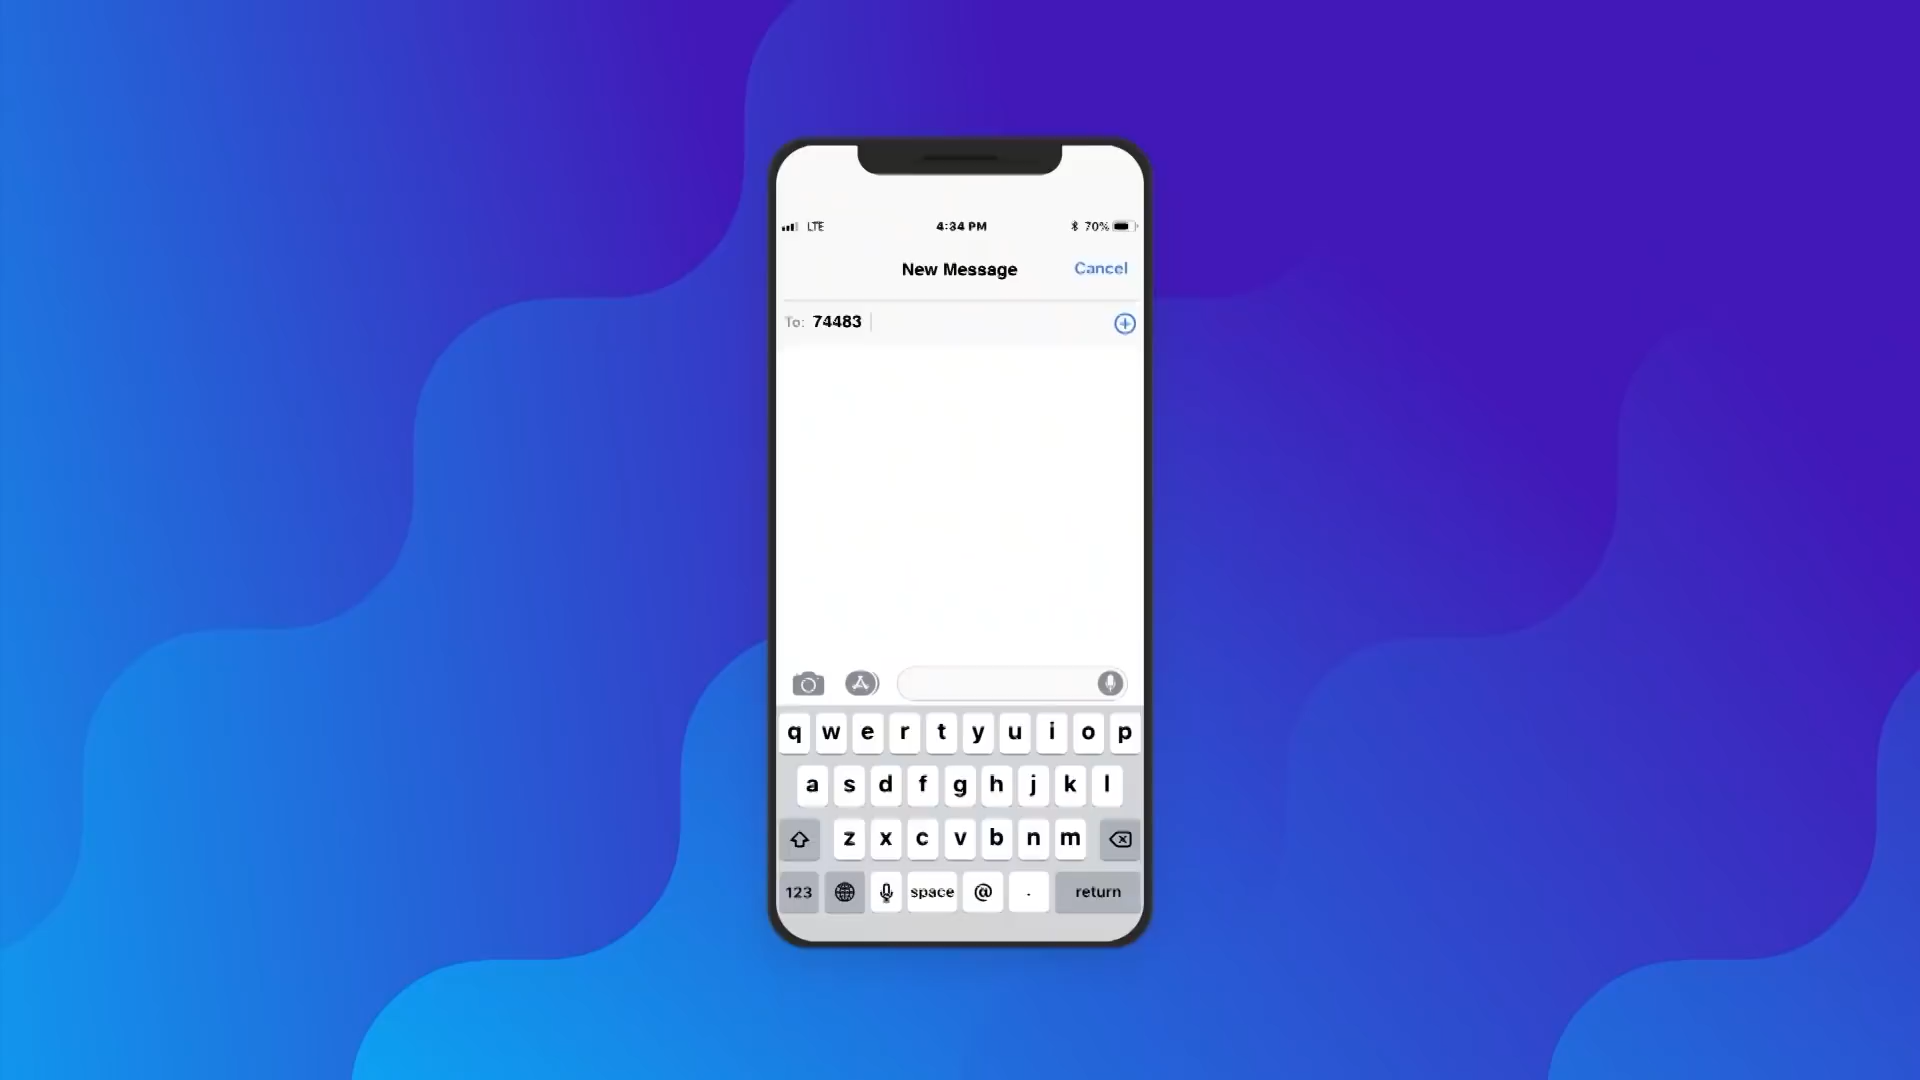 LTE 4:34 PM 70%
New Message Cancel
To: 74483
q w e r t y u i o p
a s d f g h j k l
z x c v b n m
123 space @ . return